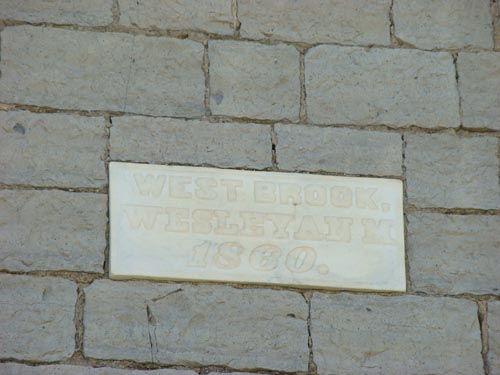 WEST BROOK,
WESLEYAN M.
1860.